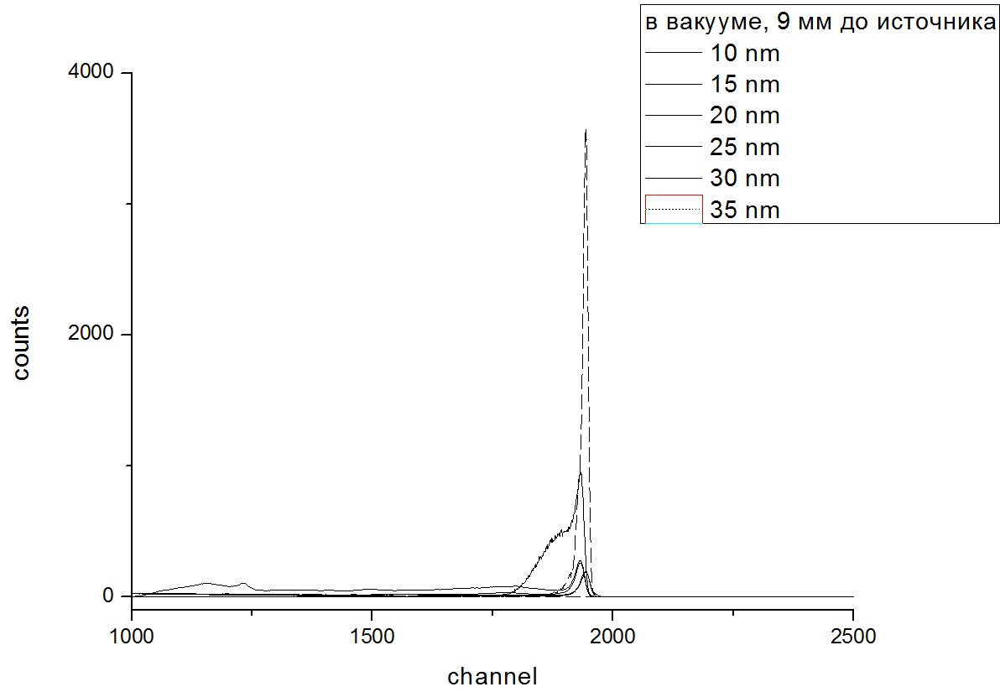 в вакууме, 9 мм до источника
10 nm
15 nm
20 nm
25 nm
30 nm
35 nm
4000
2000
0
counts
1000
1500
2000
2500
channel